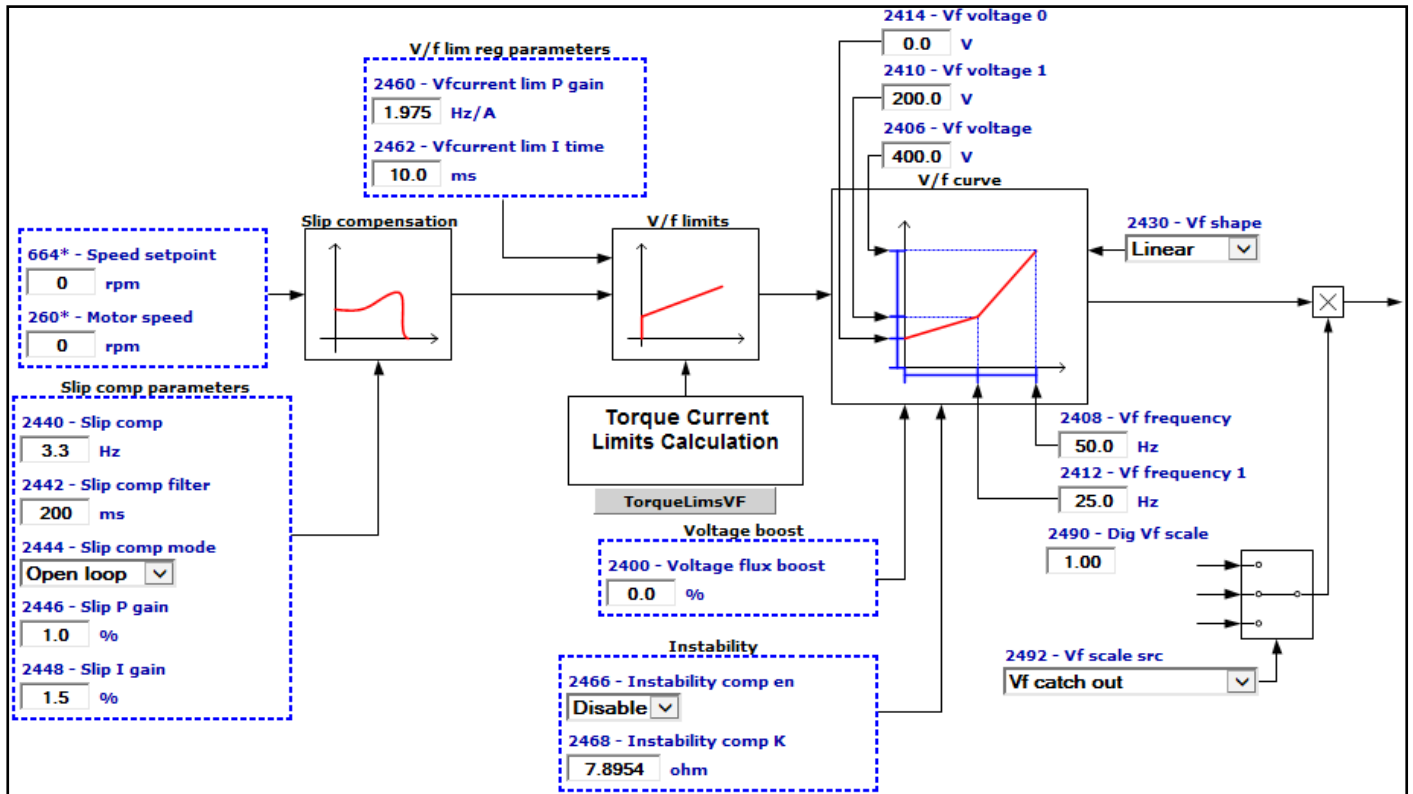 V/f lim reg parameters
2460 - Vfcurrent lim P gain
1.975 Hz/A
2462 - Vfcurrent lim I time
10.0 ms
2414 - Vf voltage 0
0.0 V
2410 - Vf voltage 1
200.0 V
2406 - Vf voltage
400.0 V
V/f curve
Slip compensation
V/f limits
2430 - Vf shape
Linear
664* - Speed setpoint
0 rpm
260* - Motor speed
0 rpm
Slip comp parameters
2440 - Slip comp
3.3 Hz
2442 - Slip comp filter
200 ms
2444 - Slip comp mode
Open loop
2446 - Slip P gain
1.0 %
2448 - Slip I gain
1.5 %
Torque Current
Limits Calculation
TorqueLimsVF
2408 - Vf frequency
50.0 Hz
2412 - Vf frequency 1
25.0 Hz
Voltage boost
2400 - Voltage flux boost
0.0 %
2490 - Dig Vf scale
1.00
Instability
2466 - Instability comp en
Disable
2468 - Instability comp K
7.8954 ohm
2492 - Vf scale src
Vf catch out